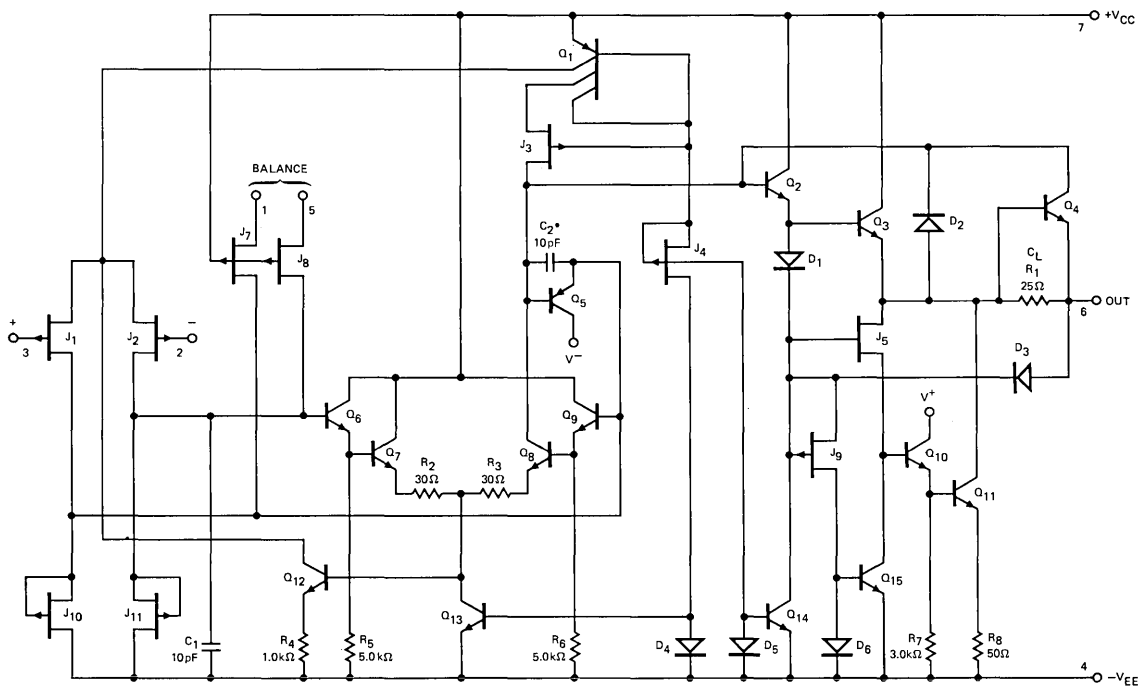 7
+VCC
Q1
J3
BALANCE
1
5
J7
J8
C2*
10pF
Q5
V−
J4
Q2
Q3
D1
D2
Q4
CL
R1
25Ω
OUT
6
J5
D3
+
3
J1
J2
−
2
Q6
Q7
R2
30Ω
R3
30Ω
Q8
Q9
J9
V+
Q10
Q11
J10
J11
C1
10pF
Q12
R4
1.0kΩ
R5
5.0kΩ
Q13
R6
5.0kΩ
D4
D5
Q14
D6
Q15
R7
3.0kΩ
R8
50Ω
4
−VEE